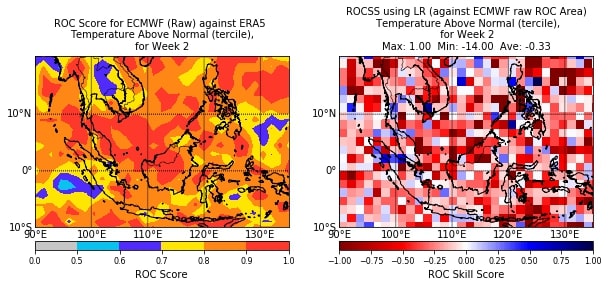 ROC Score for ECMWF (Raw) against ERA5
Temperature Above Normal (tercile),
for Week 2
10°N
0°
10°S
90°E 100°E 110°E 120°E 130°E
0.0 0.5 0.6 0.7 0.8 0.9 1.0
ROC Score
ROCSS using LR (against ECMWF raw ROC Area)
Temperature Above Normal (tercile),
for Week 2
Max: 1.00 Min: -14.00 Ave: -0.33
10°N
0°
10°S
90°E 100°E 110°E 120°E 130°E
−1.00 −0.75 −0.50 −0.25 0.00 0.25 0.50 0.75 1.00
ROC Skill Score